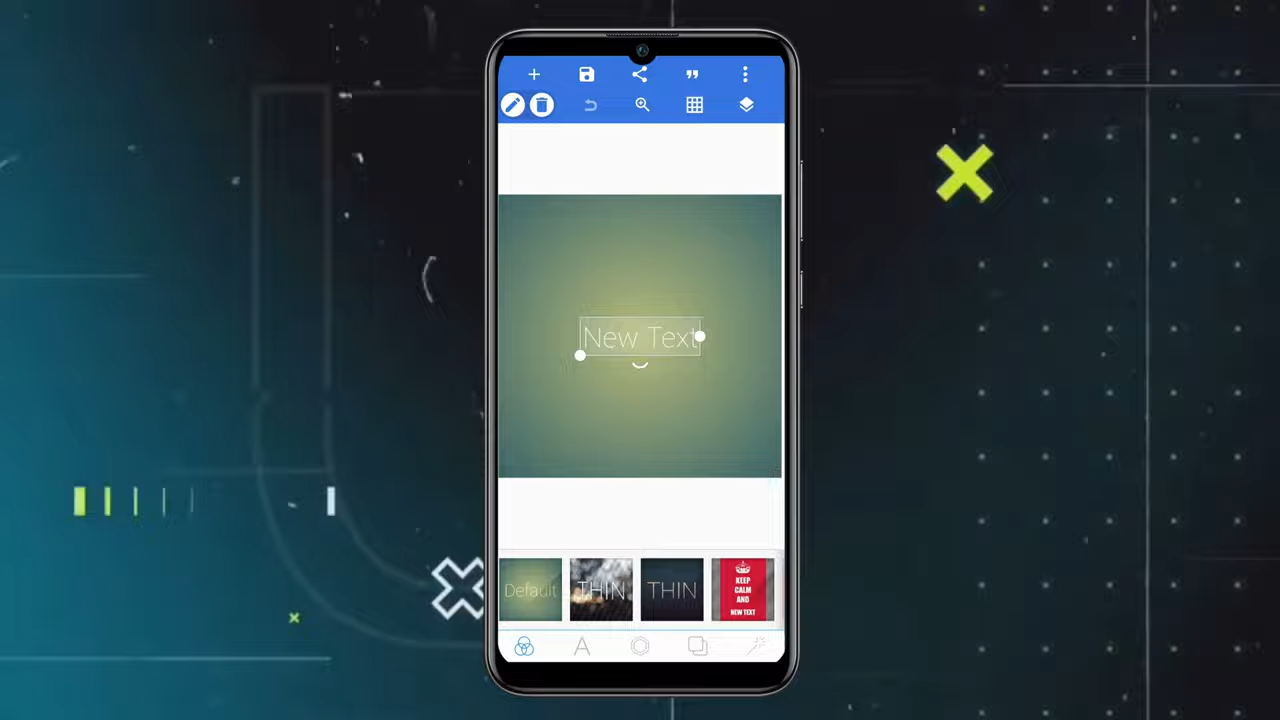 New Text
Default
THIN
THIN
KEEP
CALM
AND
NEW TEXT